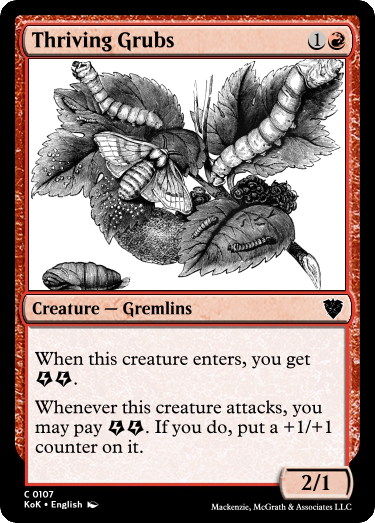 Thriving Grubs 1
Creature — Gremlins
When this creature enters, you get
.
Whenever this creature attacks, you
may pay . If you do, put a +1/+1
counter on it.
2/1
C 0107
KoK • English
Mackenzie, McGrath & Associates LLC